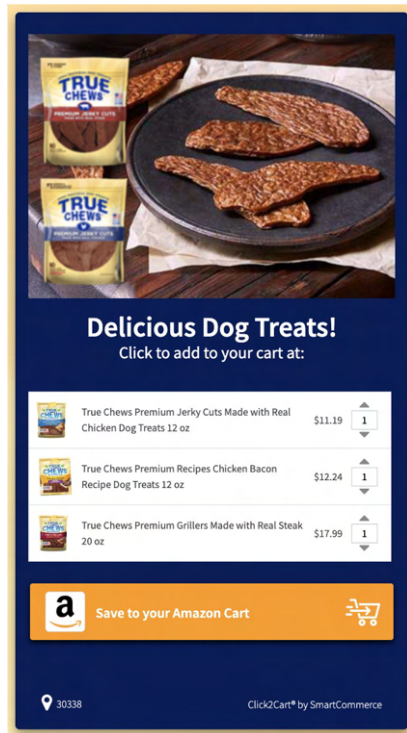 TRUE
CHEWS
PREMIUM JERKY CUTS
TRUE
CHEWS
PREMIUM JERKY CUTS
Delicious Dog Treats!
Click to add to your cart at:
True Chews Premium Jerky Cuts Made with Real
Chicken Dog Treats 12 oz
$11.19
1
True Chews Premium Recipes Chicken Bacon
Recipe Dog Treats 12 oz
$12.24
1
True Chews Premium Grillers Made with Real Steak
20 oz
$17.99
1
a
Save to your Amazon Cart
30338
Click2Cart® by SmartCommerce